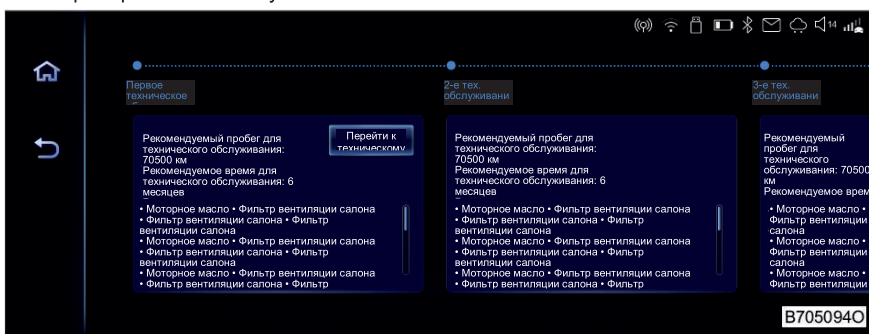 14
Первое
техническое
2-е тех.
обслуживани
3-е тех.
обслуживани
Рекомендуемый пробег для
технического обслуживания:
70500 км
Рекомендуемое время для
технического обслуживания: 6
месяцев
Перейти к
техническому
• Моторное масло • Фильтр вентиляции салона
• Фильтр вентиляции салона • Фильтр
вентиляции салона
• Моторное масло • Фильтр вентиляции салона
• Фильтр вентиляции салона • Фильтр
вентиляции салона
• Моторное масло • Фильтр вентиляции салона
• Фильтр вентиляции салона • Фильтр
Рекомендуемый пробег для
технического обслуживания:
70500 км
Рекомендуемое время для
технического обслуживания: 6
месяцев
• Моторное масло • Фильтр вентиляции салона
• Фильтр вентиляции салона • Фильтр
вентиляции салона
• Моторное масло • Фильтр вентиляции салона
• Фильтр вентиляции салона • Фильтр
вентиляции салона
• Моторное масло • Фильтр вентиляции салона
• Фильтр вентиляции салона • Фильтр
Рекомендуемый
пробег для
технического
обслуживания: 70500
км
Рекомендуемое врем
• Моторное масло •
Фильтр вентиляции
салона
• Моторное масло •
Фильтр вентиляции
салона
• Моторное масло •
Фильтр вентиляции
B705094O